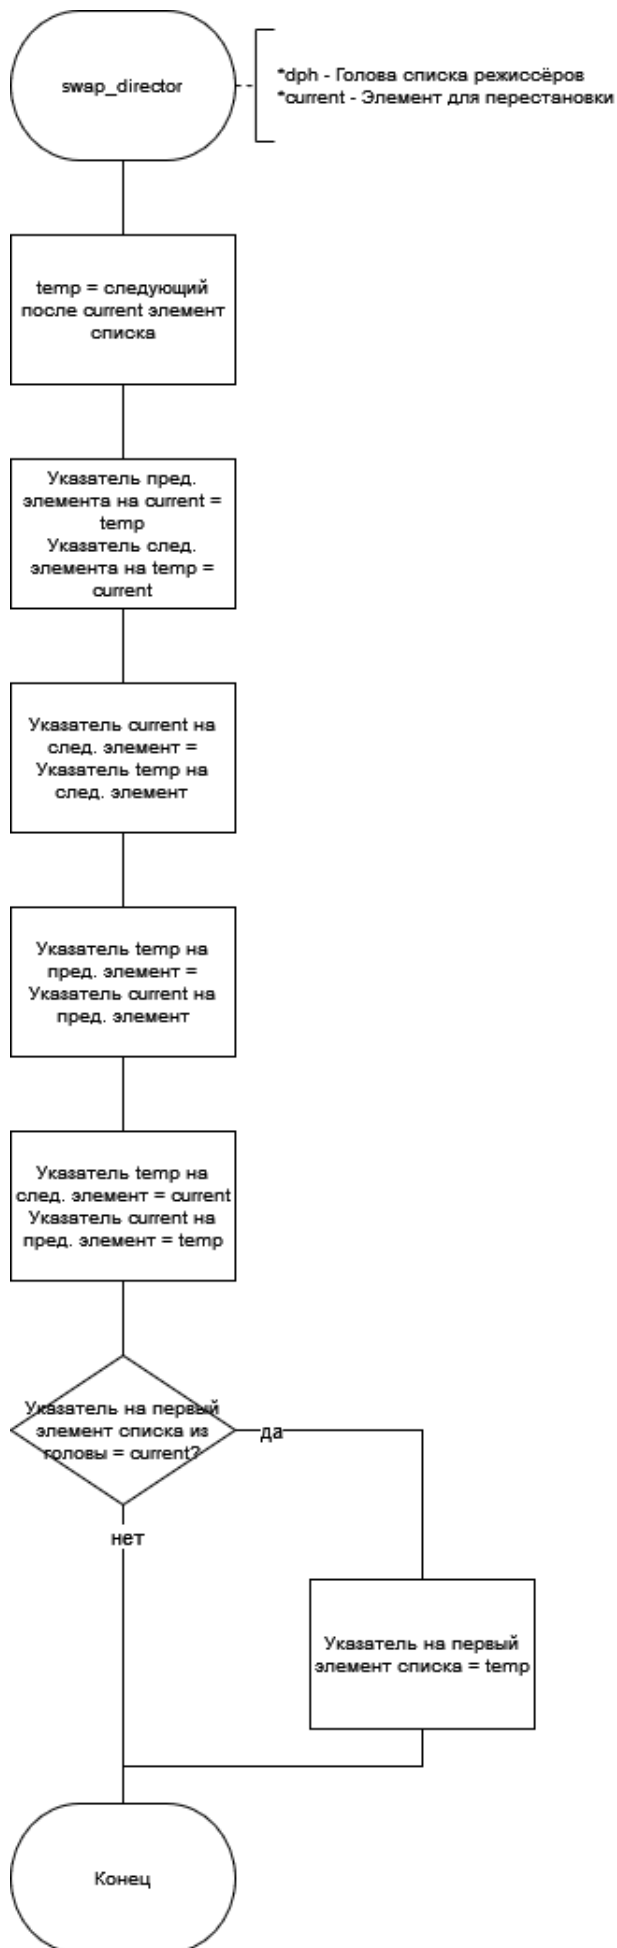 swap_director
*dph - Голова списка режиссёров
*current - Элемент для перестановки
temp = следующий
после current элемент
списка
Указатель пред.
элемента на current =
temp
Указатель след.
элемента на temp =
current
Указатель current на
след. элемент =
Указатель temp на
след. элемент
Указатель temp на
пред. элемент =
Указатель current на
пред. элемент
Указатель temp на
след. элемент = current
Указатель current на
пред. элемент = temp
Указатель на первый
элемент списка из
головы = current?
да
нет
Указатель на первый
элемент списка = temp
Конец